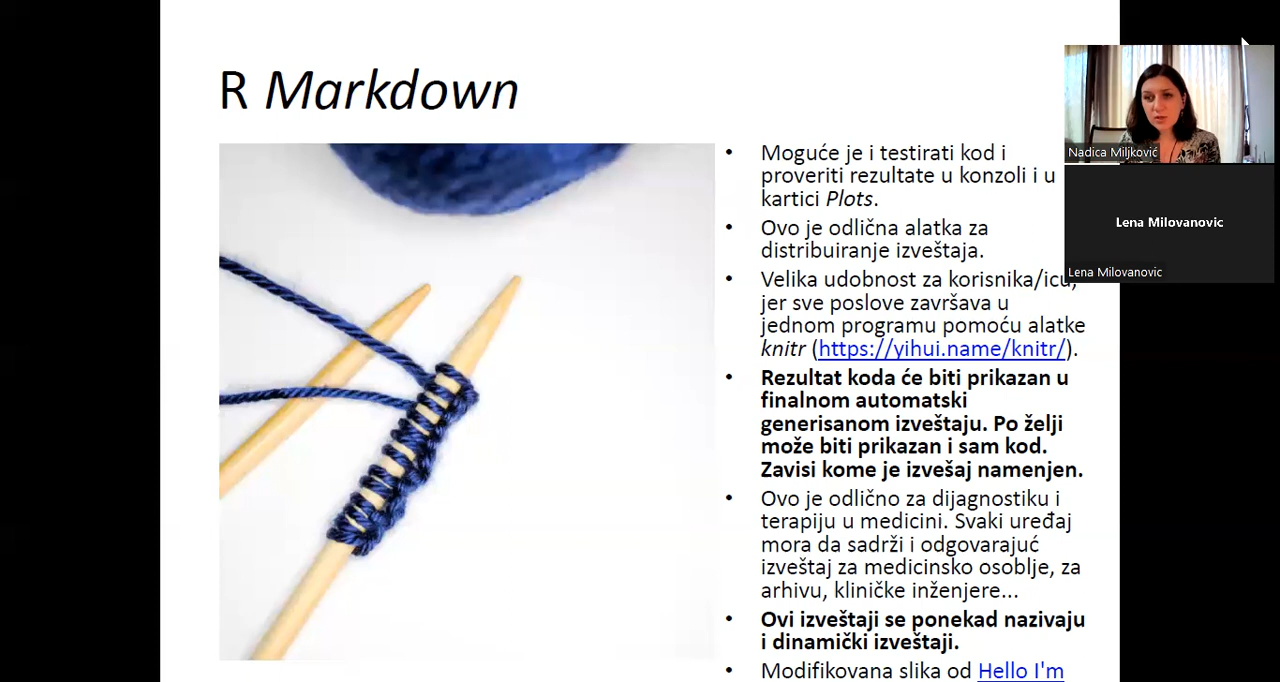 R Markdown
• Moguće je i testirati kod i
proveriti rezultate u konzoli i u
kartici Plots.
• Ovo je odlična alatka za
distribuiranje izveštaja.
• Velika udobnost za korisnika/icu,
jer sve poslove završava u
jednom programu pomoću alatke
knitr (https://yihui.name/knitr/).
• Rezultat koda će biti prikazan u
finalnom automatski
generisanom izveštaju. Po želji
može biti prikazan i sam kod.
Zavisi kome je izvešaj namenjen.
• Ovo je odlično za dijagnostiku i
terapiju u medicini. Svaki uređaj
mora da sadrži i odgovarajuć
izveštaj za medicinsko osoblje, za
arhivu, kliničke inženjere...
• Ovi izveštaji se ponekad nazivaju
i dinamički izveštaji.
• Modifikovana slika od Hello I'm
Nadica Miljković
Lena Milovanovic
Lena Milovanovic